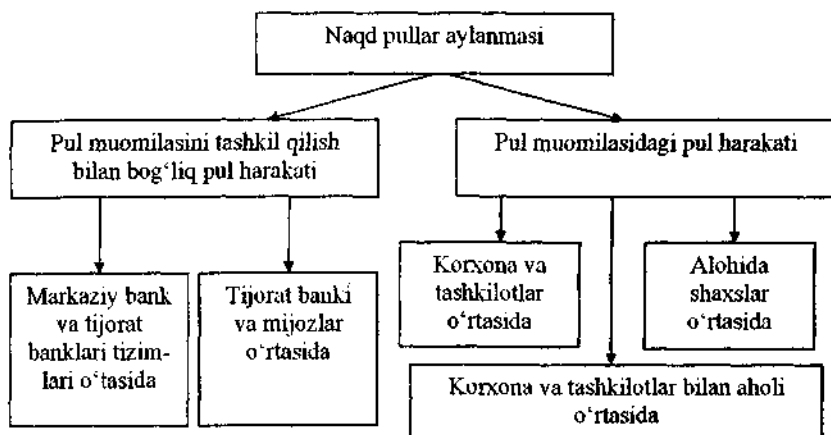 Naqd pullar aylanmasi
Pul muomilasini tashkil qilish
bilan bog‘liq pul harakati
Pul muomilasidagi pul harakati
Markaziy bank
va tijorat
banklari tizim-
lari o‘tasida
Tijorat banki
va mijozlar
o‘rtasida
Korxona va
tashkilotlar
o‘rtasida
Alohida
shaxslar
o‘rtasida
Korxona va tashkilotlar bilan aholi
o‘rtasida